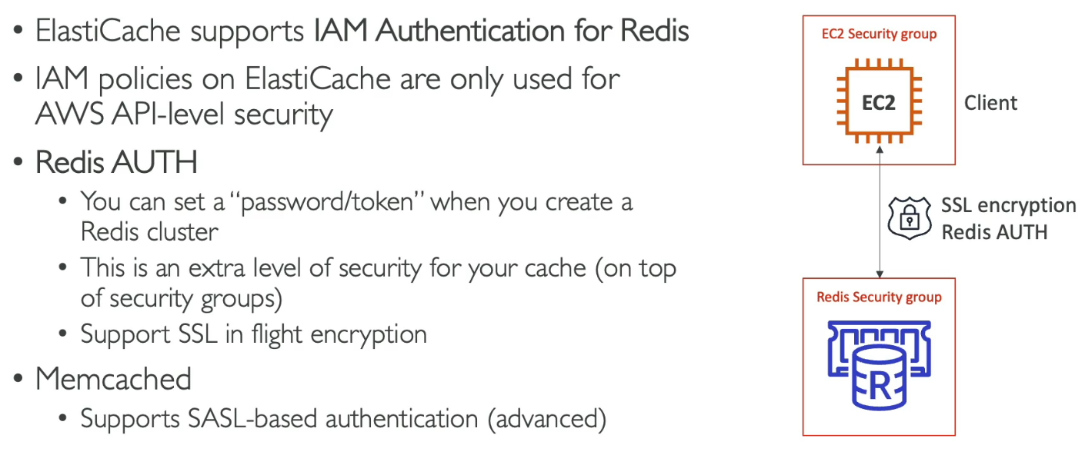 • ElastiCache supports IAM Authentication for Redis
• IAM policies on ElastiCache are only used for
AWS API-level security
• Redis AUTH
• You can set a “password/token” when you create a
Redis cluster
• This is an extra level of security for your cache (on top
of security groups)
• Support SSL in flight encryption
• Memcached
• Supports SASL-based authentication (advanced)
EC2 Security group
EC2
Client
SSL encryption
Redis AUTH
Redis Security group
R